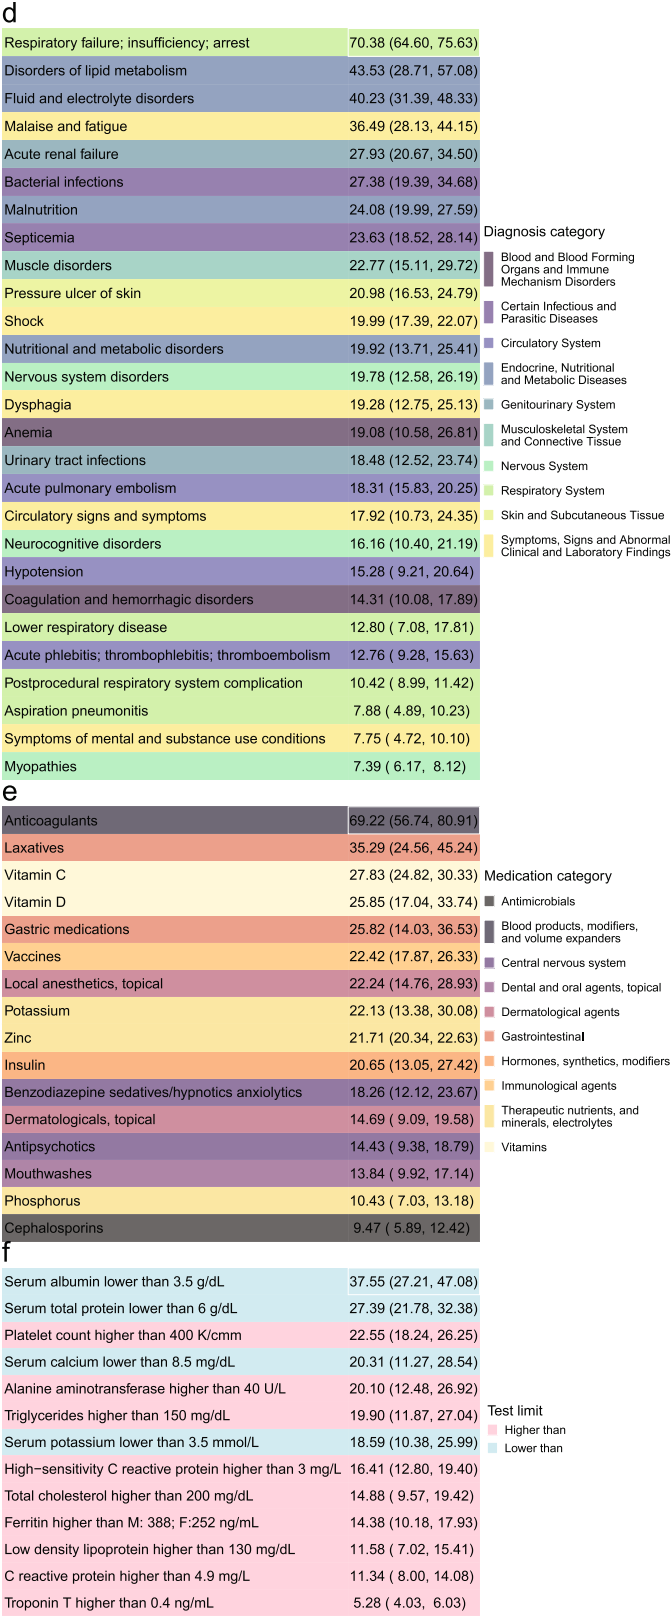 d
Respiratory failure; insufficiency; arrest 70.38 (64.60, 75.63)
Disorders of lipid metabolism 43.53 (28.71, 57.08)
Fluid and electrolyte disorders 40.23 (31.39, 48.33)
Malaise and fatigue 36.49 (28.13, 44.15)
Acute renal failure 27.93 (20.67, 34.50)
Bacterial infections 27.38 (19.39, 34.68)
Malnutrition 24.08 (19.99, 27.59)
Septicemia 23.63 (18.52, 28.14)
Muscle disorders 22.77 (15.11, 29.72)
Pressure ulcer of skin 20.98 (16.53, 24.79)
Shock 19.99 (17.39, 22.07)
Nutritional and metabolic disorders 19.92 (13.71, 25.41)
Nervous system disorders 19.78 (12.58, 26.19)
Dysphagia 19.28 (12.75, 25.13)
Anemia 19.08 (10.58, 26.81)
Urinary tract infections 18.48 (12.52, 23.74)
Acute pulmonary embolism 18.31 (15.83, 20.25)
Circulatory signs and symptoms 17.92 (10.73, 24.35)
Neurocognitive disorders 16.16 (10.40, 21.19)
Hypotension 15.28 ( 9.21, 20.64)
Coagulation and hemorrhagic disorders 14.31 (10.08, 17.89)
Lower respiratory disease 12.80 ( 7.08, 17.81)
Acute phlebitis; thrombophlebitis; thromboembolism 12.76 ( 9.28, 15.63)
Postprocedural respiratory system complication 10.42 ( 8.99, 11.42)
Aspiration pneumonitis 7.88 ( 4.89, 10.23)
Symptoms of mental and substance use conditions 7.75 ( 4.72, 10.10)
Myopathies 7.39 ( 6.17, 8.12)
Diagnosis category
Blood and Blood Forming
Organs and Immune
Mechanism Disorders
Certain Infectious and
Parasitic Diseases
Circulatory System
Endocrine, Nutritional
and Metabolic Diseases
Genitourinary System
Musculoskeletal System
and Connective Tissue
Nervous System
Respiratory System
Skin and Subcutaneous Tissue
Symptoms, Signs and Abnormal
Clinical and Laboratory Findings
e
Anticoagulants 69.22 (56.74, 80.91)
Laxatives 35.29 (24.56, 45.24)
Vitamin C 27.83 (24.82, 30.33)
Vitamin D 25.85 (17.04, 33.74)
Gastric medications 25.82 (14.03, 36.53)
Vaccines 22.42 (17.87, 26.33)
Local anesthetics, topical 22.24 (14.76, 28.93)
Potassium 22.13 (13.38, 30.08)
Zinc 21.71 (20.34, 22.63)
Insulin 20.65 (13.05, 27.42)
Benzodiazepine sedatives/hypnotics anxiolytics 18.26 (12.12, 23.67)
Dermatologicals, topical 14.69 ( 9.09, 19.58)
Antipsychotics 14.43 ( 9.38, 18.79)
Mouthwashes 13.84 ( 9.92, 17.14)
Phosphorus 10.43 ( 7.03, 13.18)
Cephalosporins 9.47 ( 5.89, 12.42)
Medication category
Antimicrobials
Blood products, modifiers,
and volume expanders
Central nervous system
Dental and oral agents, topical
Dermatological agents
Gastrointestinal
Hormones, synthetics, modifiers
Immunological agents
Therapeutic nutrients, and
minerals, electrolytes
Vitamins
f
Serum albumin lower than 3.5 g/dL 37.55 (27.21, 47.08)
Serum total protein lower than 6 g/dL 27.39 (21.78, 32.38)
Platelet count higher than 400 K/cmm 22.55 (18.24, 26.25)
Serum calcium lower than 8.5 mg/dL 20.31 (11.27, 28.54)
Alanine aminotransferase higher than 40 U/L 20.10 (12.48, 26.92)
Triglycerides higher than 150 mg/dL 19.90 (11.87, 27.04)
Serum potassium lower than 3.5 mmol/L 18.59 (10.38, 25.99)
High−sensitivity C reactive protein higher than 3 mg/L 16.41 (12.80, 19.40)
Total cholesterol higher than 200 mg/dL 14.88 ( 9.57, 19.42)
Ferritin higher than M: 388; F:252 ng/mL 14.38 (10.18, 17.93)
Low density lipoprotein higher than 130 mg/dL 11.58 ( 7.02, 15.41)
C reactive protein higher than 4.9 mg/L 11.34 ( 8.00, 14.08)
Troponin T higher than 0.4 ng/mL 5.28 ( 4.03, 6.03)
Test limit
Higher than
Lower than